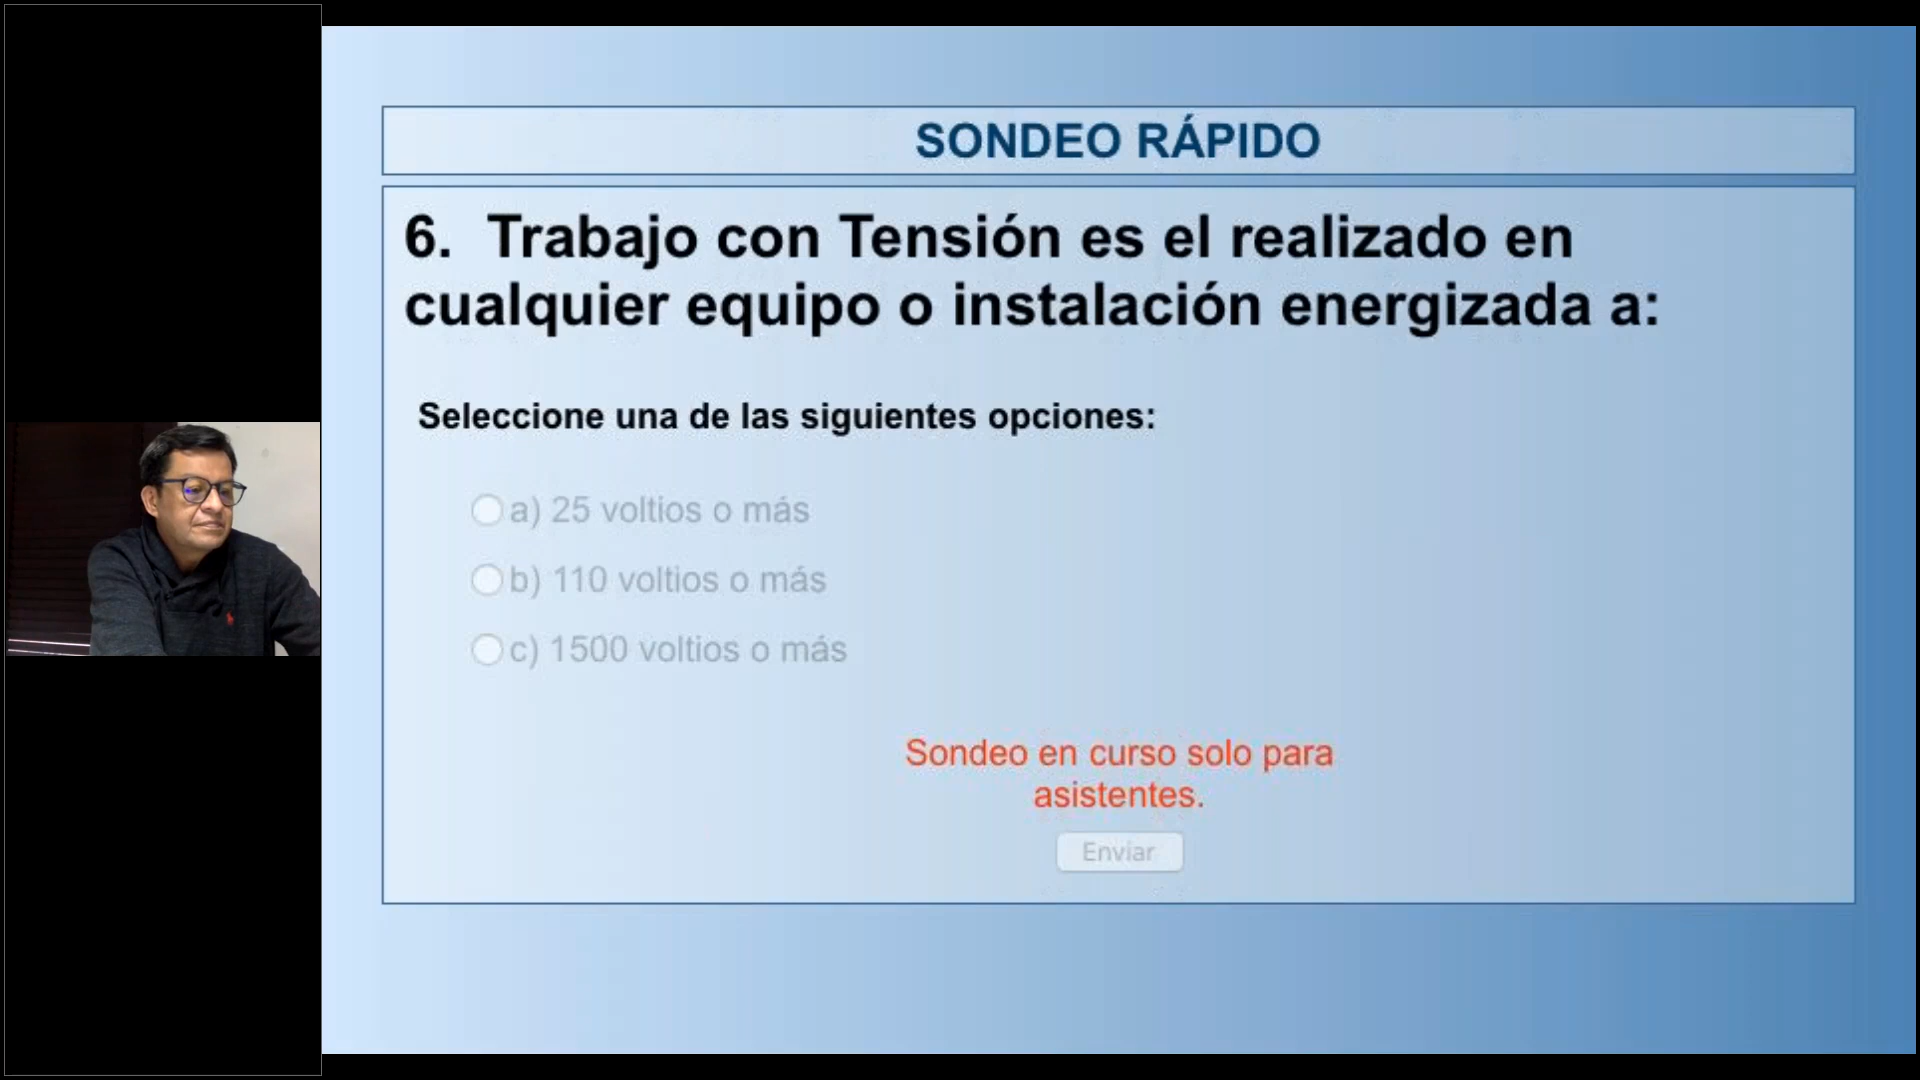 SONDEO RÁPIDO
6. Trabajo con Tensión es el realizado en
cualquier equipo o instalación energizada a:
Seleccione una de las siguientes opciones:
a) 25 voltios o más
b) 110 voltios o más
c) 1500 voltios o más
Sondeo en curso solo para
asistentes.
Enviar